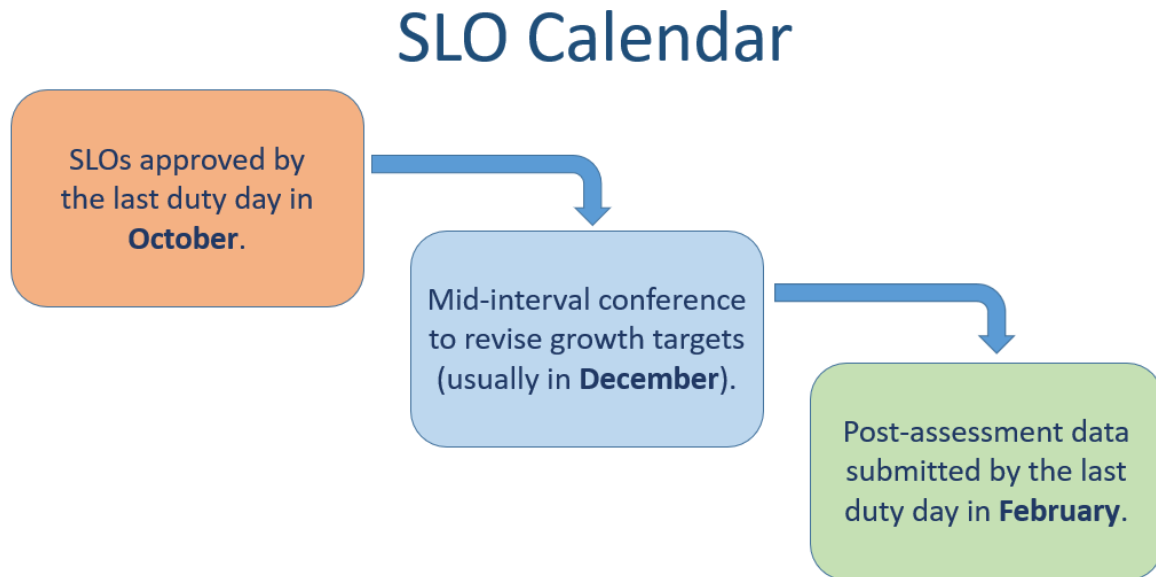 SLO Calendar
SLOs approved by
the last duty day in
October.
Mid-interval conference
to revise growth targets
(usually in December).
Post-assessment data
submitted by the last
duty day in February.